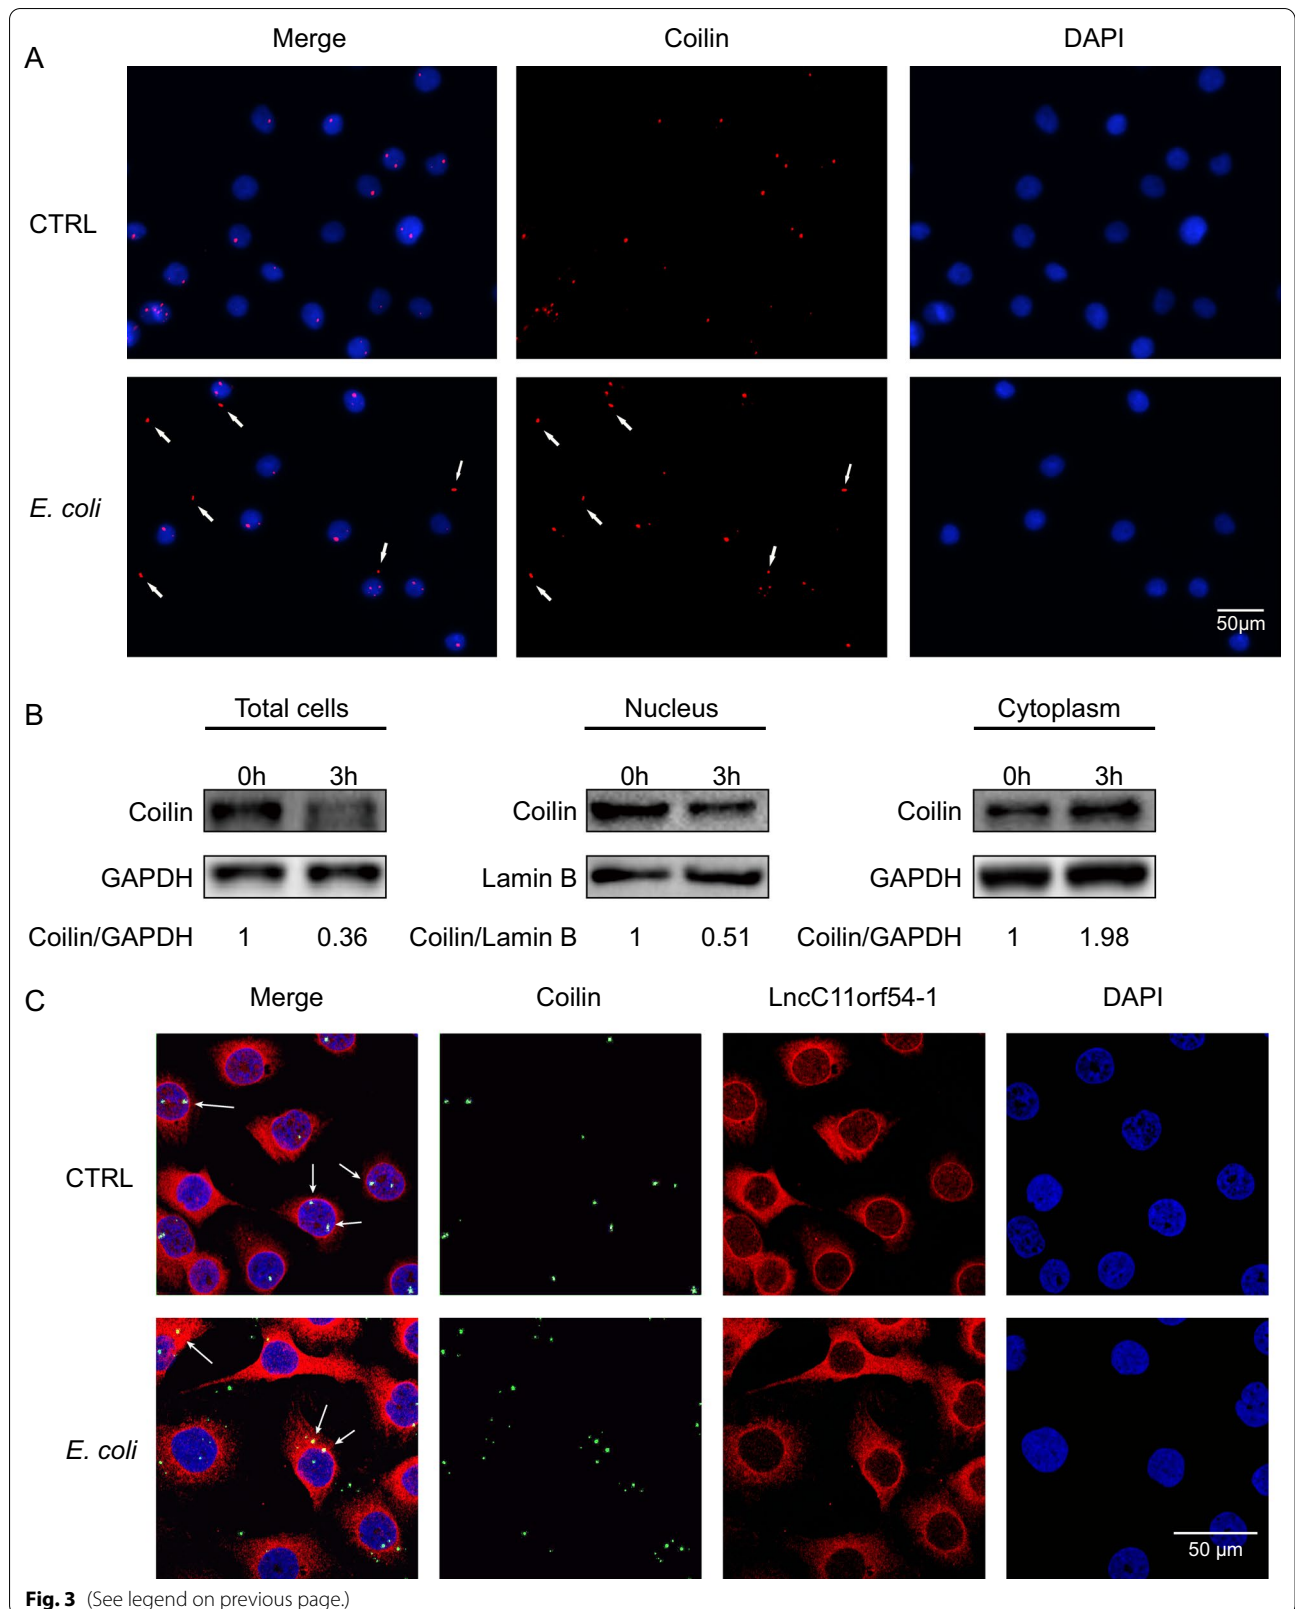 A
Merge Coilin DAPI
CTRL
E. coli
50µm
B
Total cells Nucleus Cytoplasm
0h 3h 0h 3h 0h 3h
Coilin Coilin Coilin
GAPDH Lamin B GAPDH
Coilin/GAPDH 1 0.36 Coilin/Lamin B 1 0.51 Coilin/GAPDH 1 1.98
C
Merge Coilin LncC11orf54-1 DAPI
CTRL
E. coli
50 µm
Fig. 3 (See legend on previous page.)